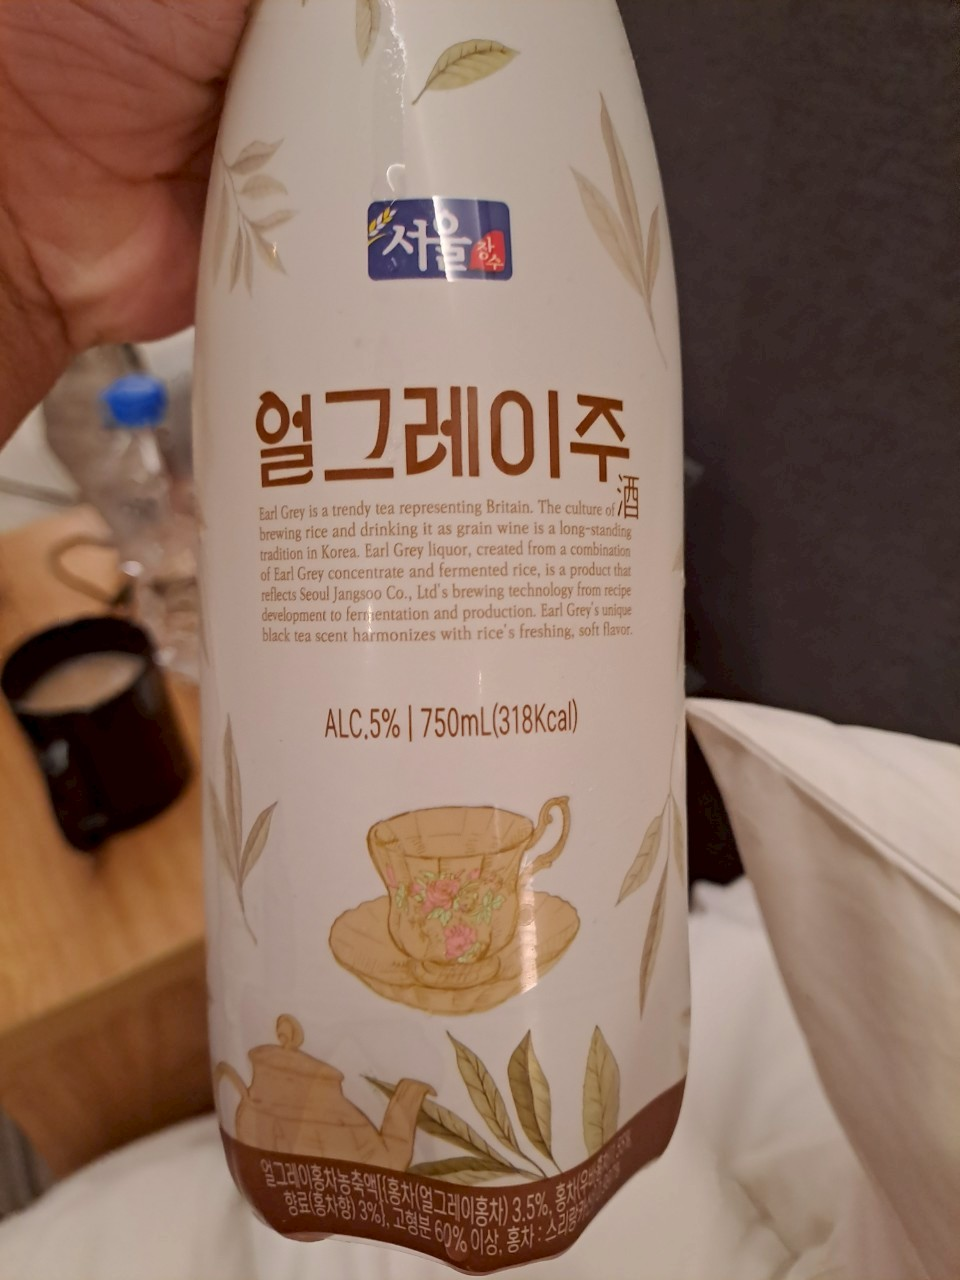 서울
장수
얼그레이주
酒
Earl Grey is a trendy tea representing Britain. The culture of
brewing rice and drinking it as grain wine is a long-standing
tradition in Korea. Earl Grey liquor, created from a combination
of Earl Grey concentrate and fermented rice, is a product that
reflects Seoul Jangsoo Co., Ltd's brewing technology from recipe
development to fermentation and production. Earl Grey's unique
black tea scent harmonizes with rice's freshing, soft flavor.
ALC.5% | 750mL(318Kcal)
얼그레이홍차농축액[{홍차(얼그레이홍차) 3.5%, 홍차
향료(홍차향) 3%}, 고형분 60% 이상, 홍차 : 스리랑카